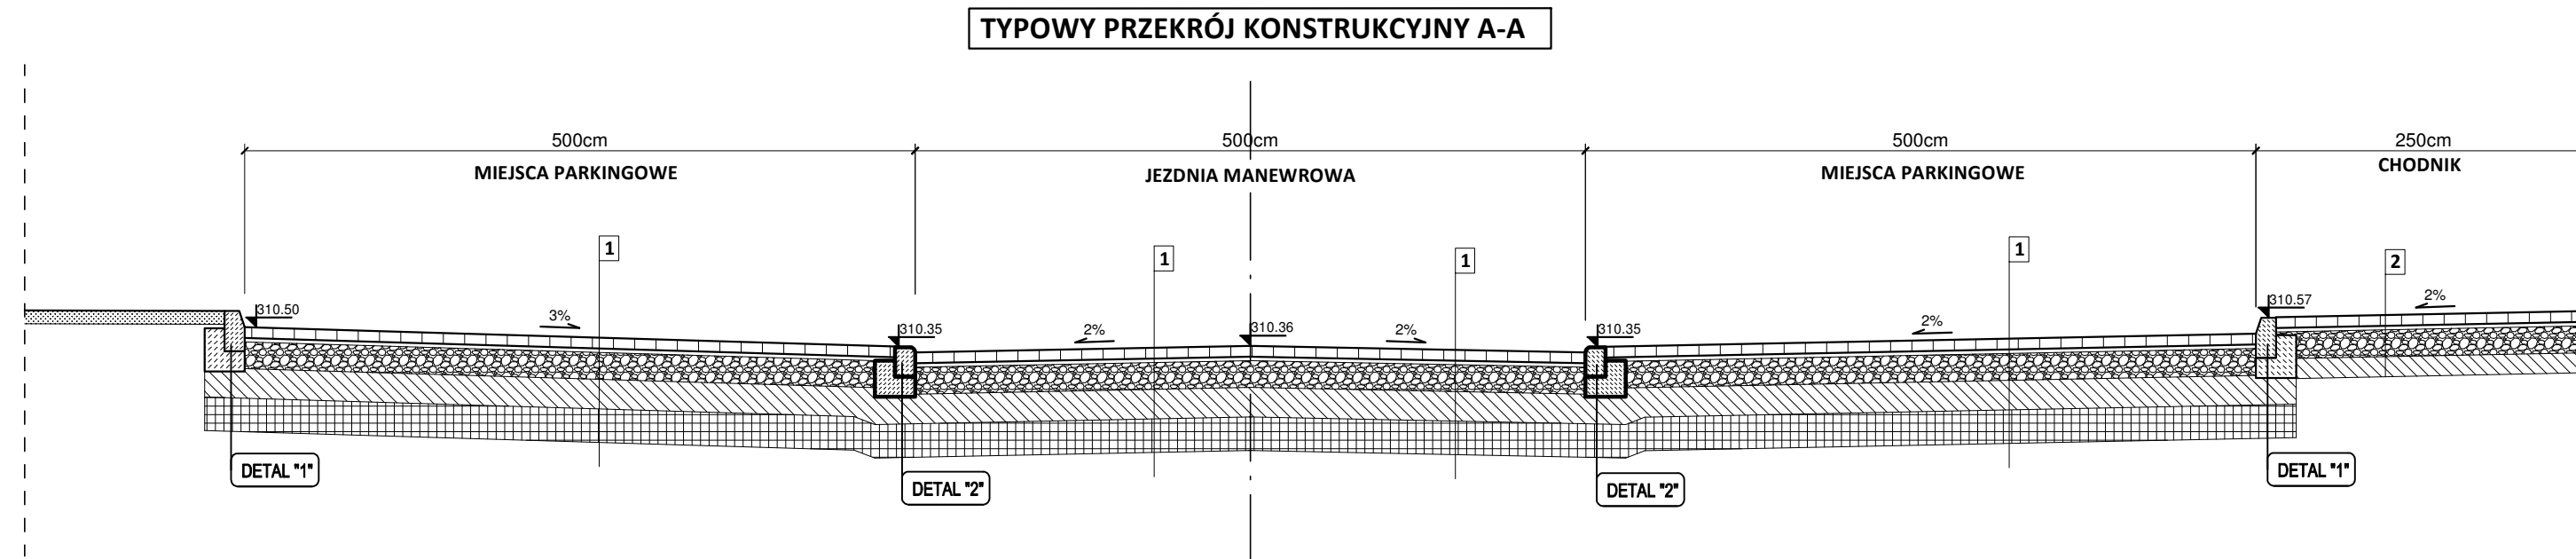 TYPOWY PRZEKRÓJ KONSTRUKCYJNY A-A
500cm 500cm 500cm 250cm
MIEJSCA PARKINGOWE JEZDNIA MANEWROWA MIEJSCA PARKINGOWE CHODNIK
1 1 1 1 2
310.50 3% 310.35 2% 310.36 2% 310.35 2% 310.57 2%
DETAL "1" DETAL "2" DETAL "2" DETAL "1"